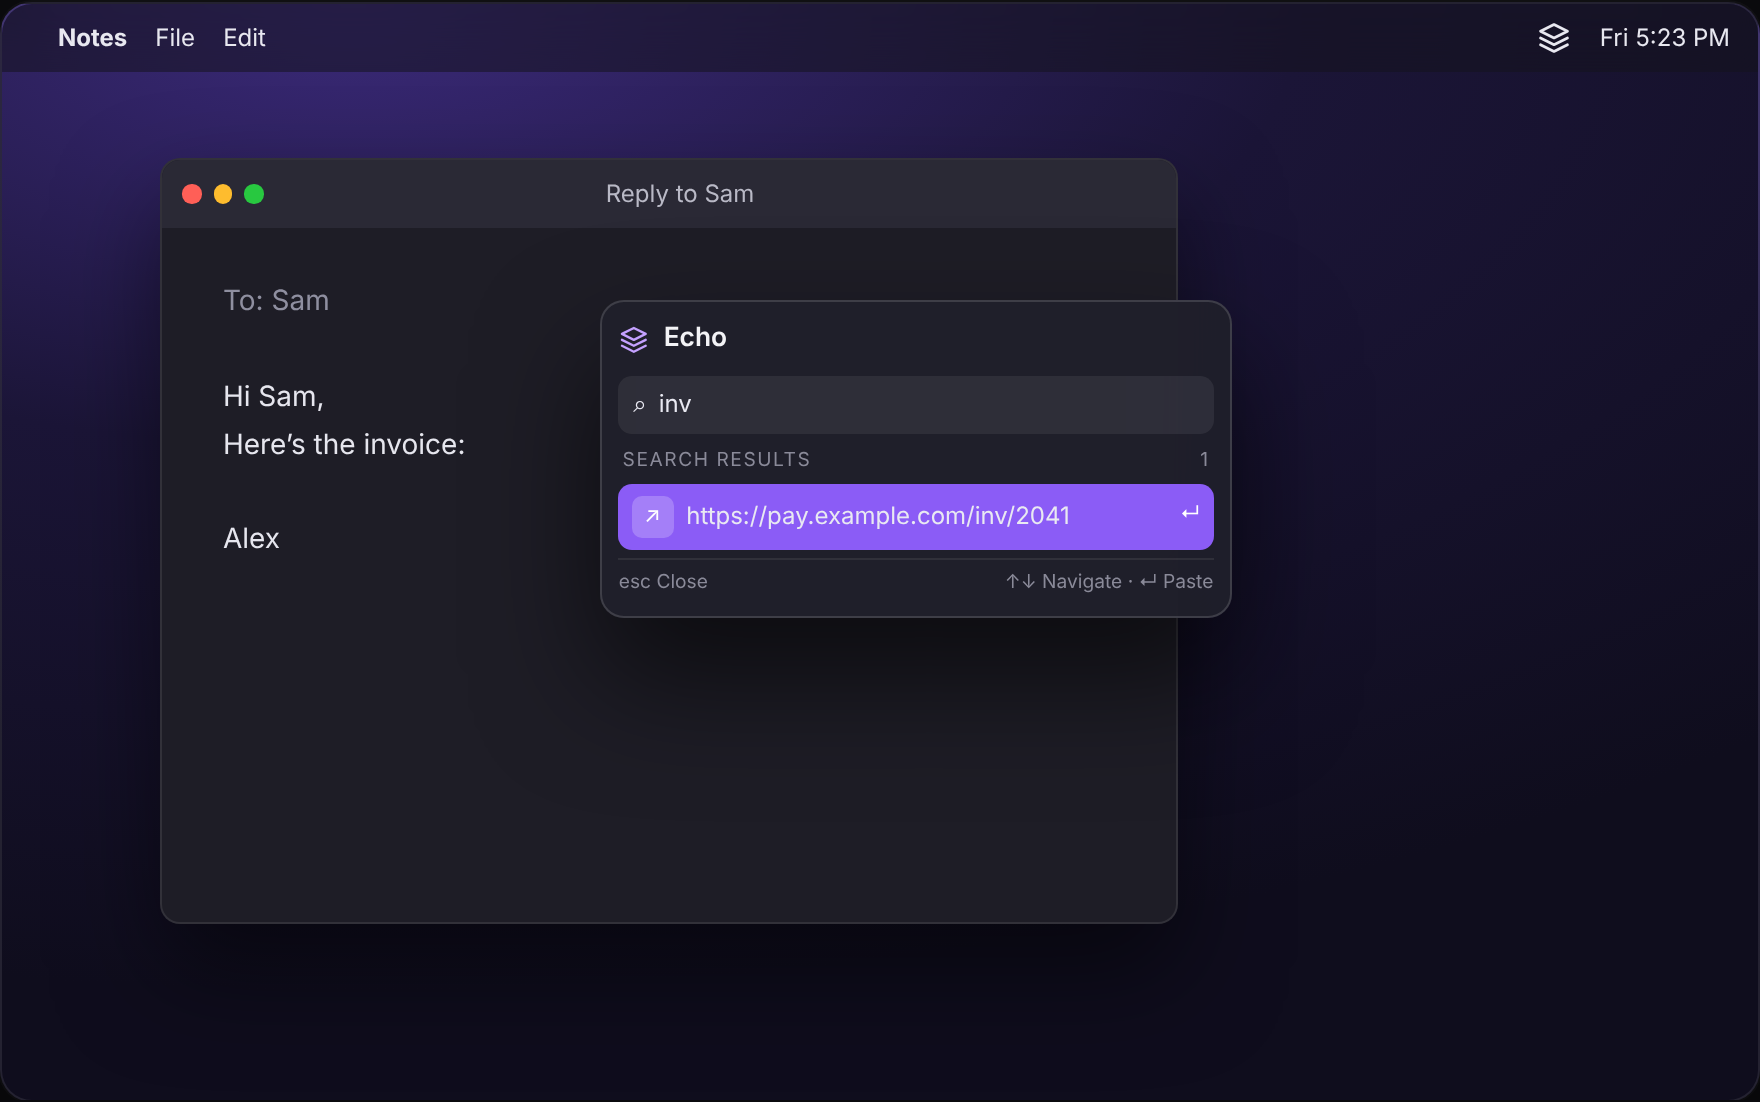 Notes File Edit Fri 5:23 PM
Reply to Sam
To: Sam
Hi Sam,
Here’s the invoice:
Alex
Echo
inv
SEARCH RESULTS 1
https://pay.example.com/inv/2041 ↵
esc Close ↑↓ Navigate · ↵ Paste